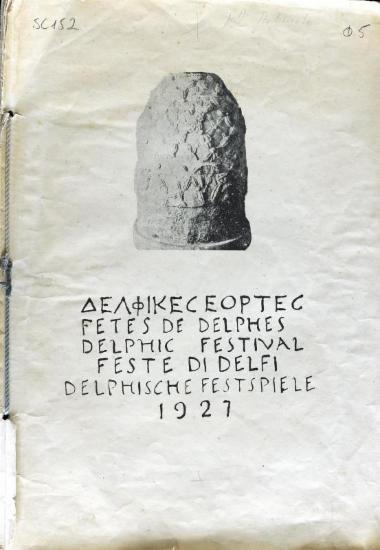 SC152
Φ5
ΔΕΛΦΙΚΕϹ ΕΟΡΤΕϹ
FETES DE DELPHES
DELPHIC FESTIVAL
FESTE DI DELFI
DELPHISCHE FESTSPIELE
1927